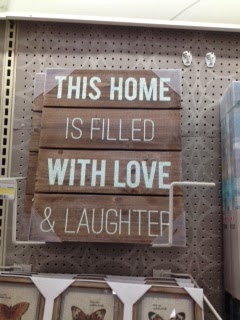 THIS HOME
IS FILLED
WITH LOVE
& LAUGHTER